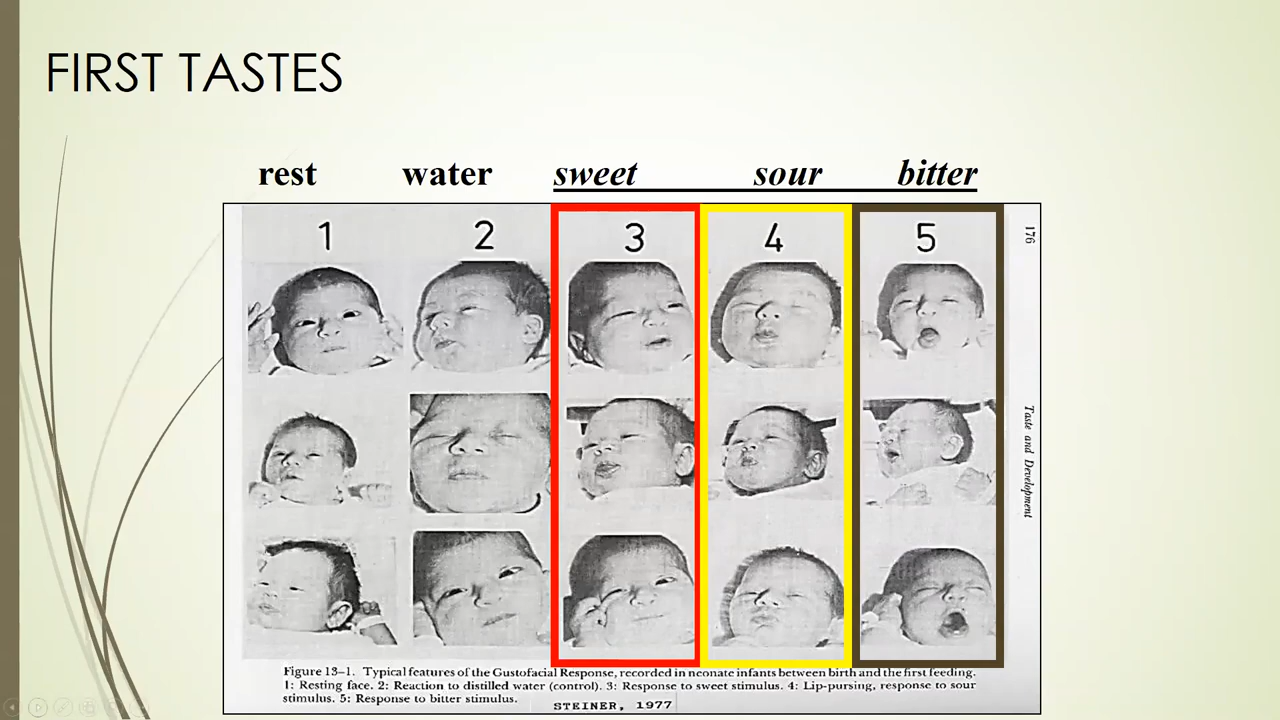 FIRST TASTES
rest water sweet sour bitter
1 2 3 4 5
176
Taste and Development
Figure 13–1. Typical features of the Gustofacial Response, recorded in neonate infants between birth and the first feeding.
1: Resting face. 2: Reaction to distilled water (control). 3: Response to sweet stimulus. 4: Lip-pursing, response to sour
stimulus. 5: Response to bitter stimulus.
STEINER, 1977